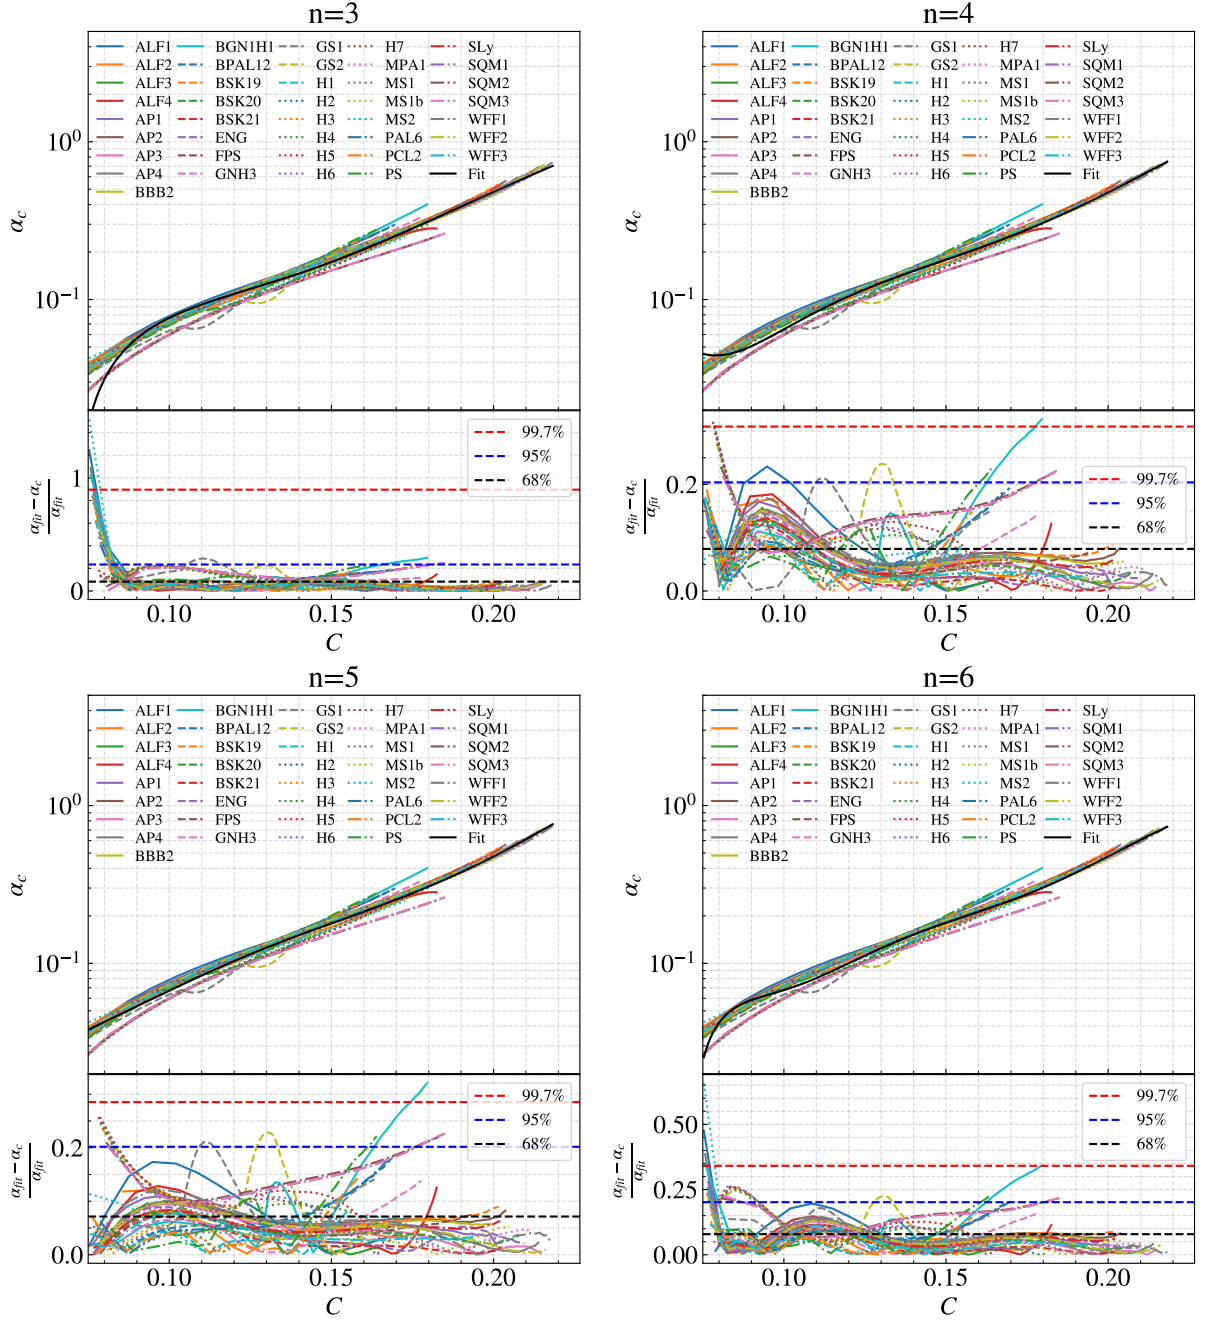 n=3
ALF1 BGN1H1 GS1 H7 SLy
ALF2 BPAL12 GS2 MPA1 SQM1
ALF3 BSK19 H1 MS1 SQM2
ALF4 BSK20 H2 MS1b SQM3
AP1 BSK21 H3 MS2 WFF1
AP2 ENG H4 PAL6 WFF2
AP3 FPS H5 PCL2 WFF3
AP4 GNH3 H6 PS Fit
BBB2
10⁰
10⁻¹
α_c
99.7%
95%
68%
1
0
(α_fit − α_c)/α_fit
0.10 0.15 0.20
C
n=4
ALF1 BGN1H1 GS1 H7 SLy
ALF2 BPAL12 GS2 MPA1 SQM1
ALF3 BSK19 H1 MS1 SQM2
ALF4 BSK20 H2 MS1b SQM3
AP1 BSK21 H3 MS2 WFF1
AP2 ENG H4 PAL6 WFF2
AP3 FPS H5 PCL2 WFF3
AP4 GNH3 H6 PS Fit
BBB2
10⁰
10⁻¹
α_c
99.7%
95%
68%
0.2
0.0
(α_fit − α_c)/α_fit
0.10 0.15 0.20
C
n=5
ALF1 BGN1H1 GS1 H7 SLy
ALF2 BPAL12 GS2 MPA1 SQM1
ALF3 BSK19 H1 MS1 SQM2
ALF4 BSK20 H2 MS1b SQM3
AP1 BSK21 H3 MS2 WFF1
AP2 ENG H4 PAL6 WFF2
AP3 FPS H5 PCL2 WFF3
AP4 GNH3 H6 PS Fit
BBB2
10⁰
10⁻¹
α_c
99.7%
95%
68%
0.2
0.0
(α_fit − α_c)/α_fit
0.10 0.15 0.20
C
n=6
ALF1 BGN1H1 GS1 H7 SLy
ALF2 BPAL12 GS2 MPA1 SQM1
ALF3 BSK19 H1 MS1 SQM2
ALF4 BSK20 H2 MS1b SQM3
AP1 BSK21 H3 MS2 WFF1
AP2 ENG H4 PAL6 WFF2
AP3 FPS H5 PCL2 WFF3
AP4 GNH3 H6 PS Fit
BBB2
10⁰
10⁻¹
α_c
99.7%
95%
68%
0.50
0.25
0.00
(α_fit − α_c)/α_fit
0.10 0.15 0.20
C